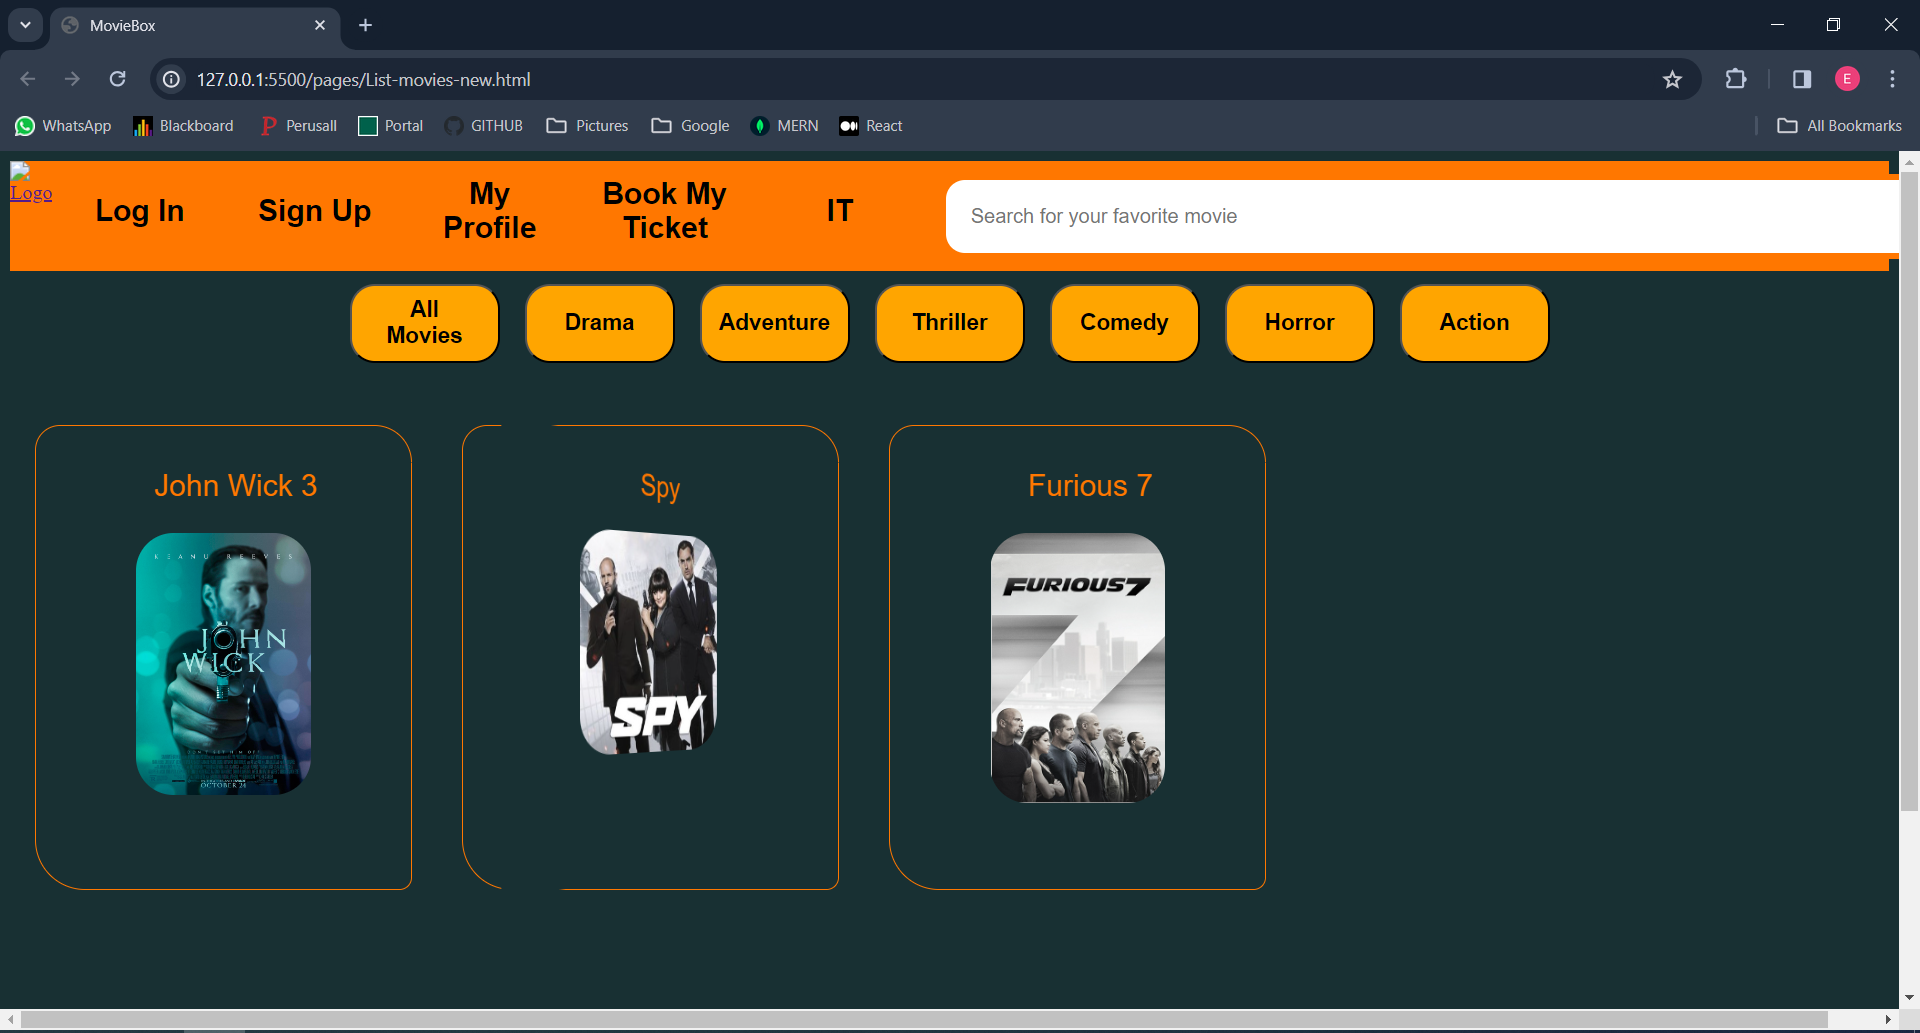 MovieBox
127.0.0.1:5500/pages/List-movies-new.html
E
WhatsApp
Blackboard
Perusall
Portal
GITHUB
Pictures
Google
MERN
React
All Bookmarks
Logo
Log In
Sign Up
My
Profile
Book My
Ticket
IT
Search for your favorite movie
All
Movies
Drama
Adventure
Thriller
Comedy
Horror
Action
John Wick 3
KEANU REEVES
JOHN
WICK
OCTOBER 24
Spy
SPY
Furious 7
FURIOUS 7